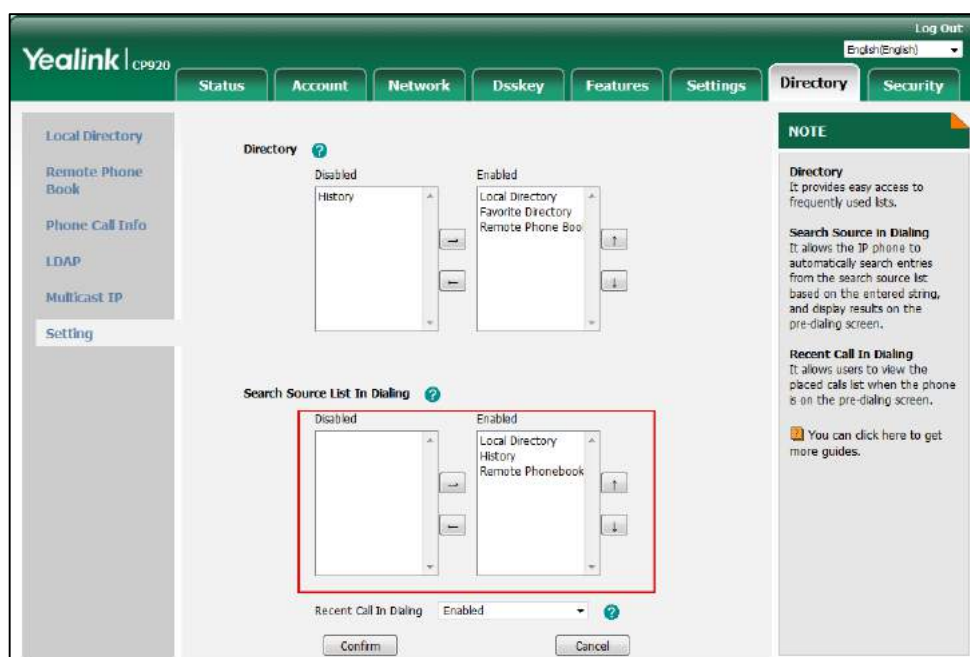 Log Out
Yealink CP920
English(English)
Status Account Network Dsskey Features Settings Directory Security
Local Directory
Remote Phone
Book
Phone Call Info
LDAP
Multicast IP
Setting
Directory ?
Disabled Enabled
History
Local Directory
Favorite Directory
Remote Phone Boo
→ ↑
← ↓
Search Source List In Dialing ?
Disabled Enabled
Local Directory
History
Remote Phonebook
→ ↑
← ↓
Recent Call In Dialing Enabled ?
Confirm Cancel
NOTE
Directory
It provides easy access to
frequently used lists.
Search Source in Dialing
It allows the IP phone to
automatically search entries
from the search source list
based on the entered string,
and display results on the
pre-dialing screen.
Recent Call In Dialing
It allows users to view the
placed calls list when the phone
is on the pre-dialing screen.
You can click here to get
more guides.